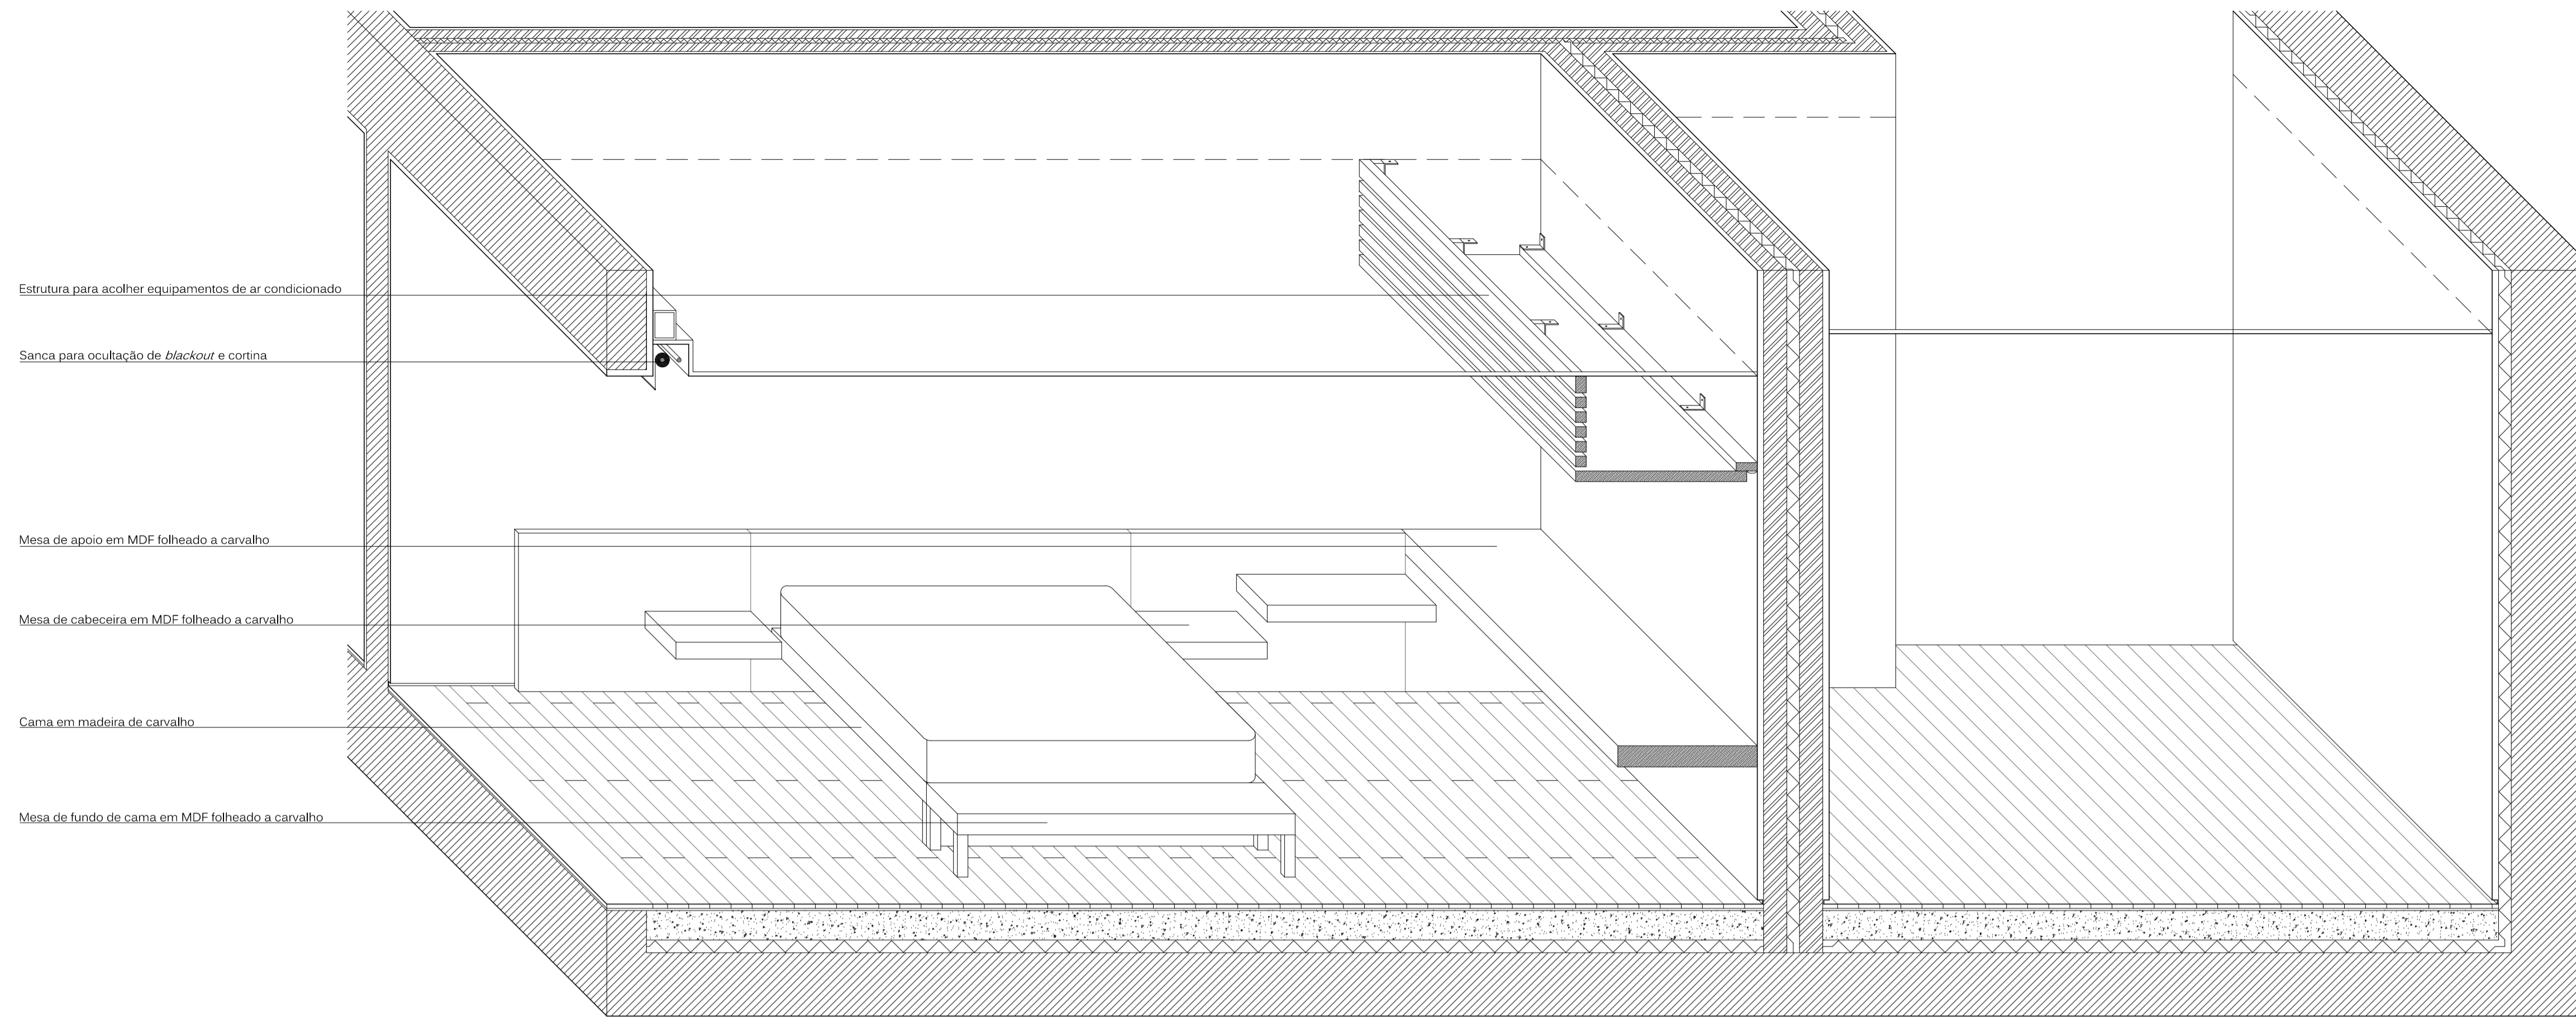 Estrutura para acolher equipamentos de ar condicionado
Sanca para ocultação de blackout e cortina
Mesa de apoio em MDF folheado a carvalho
Mesa de cabeceira em MDF folheado a carvalho
Cama em madeira de carvalho
Mesa de fundo de cama em MDF folheado a carvalho